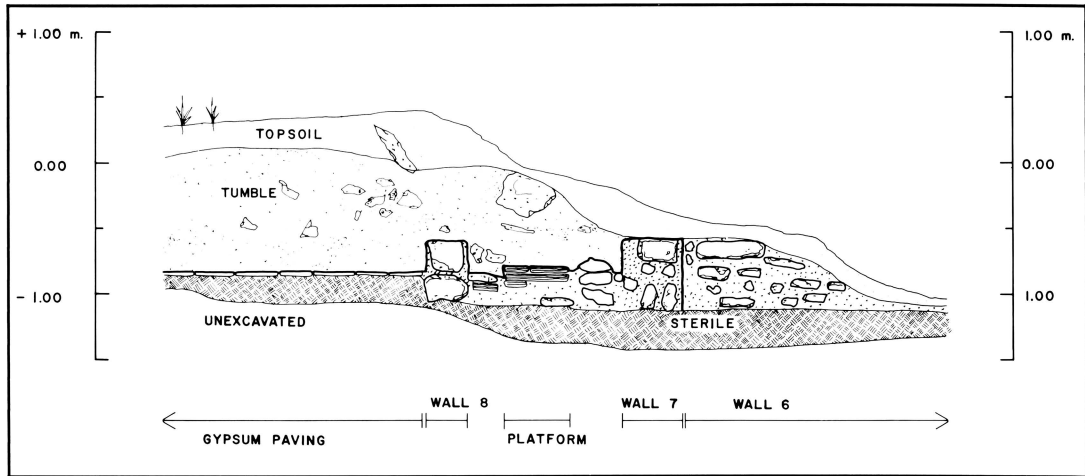 + 1.00 m.
1.00 m.
TOPSOIL
0.00
0.00
TUMBLE
- 1.00
1.00
UNEXCAVATED
STERILE
WALL 8
WALL 7
WALL 6
GYPSUM PAVING
PLATFORM